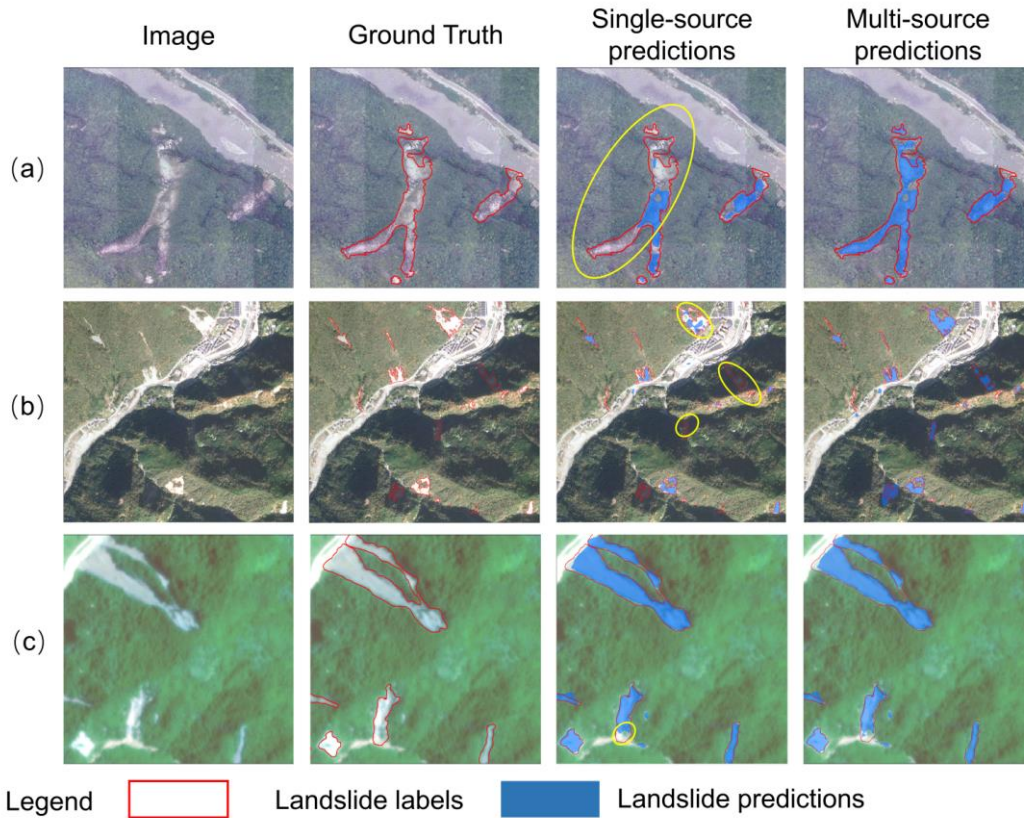 Image
Ground Truth
Single-source
predictions
Multi-source
predictions
(a)
(b)
(c)
Legend
Landslide labels
Landslide predictions